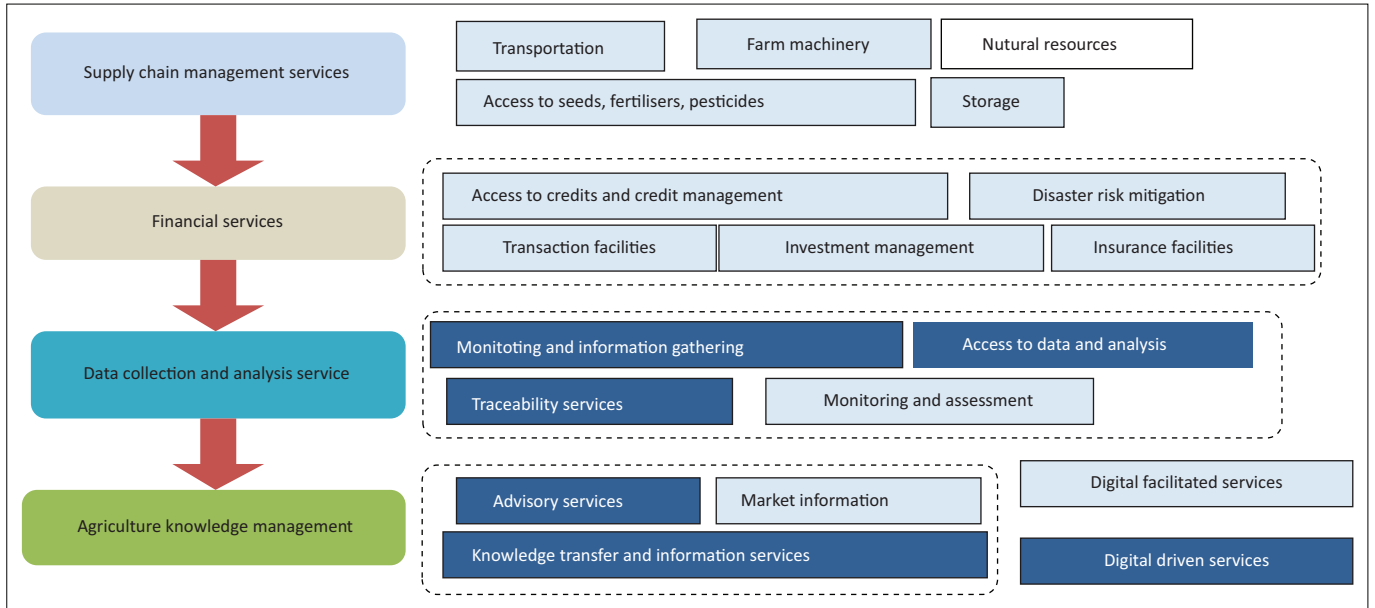 Supply chain management services
Transportation
Farm machinery
Nutural resources
Access to seeds, fertilisers, pesticides
Storage
Financial services
Access to credits and credit management
Disaster risk mitigation
Transaction facilities
Investment management
Insurance facilities
Data collection and analysis service
Monitoting and information gathering
Access to data and analysis
Traceability services
Monitoring and assessment
Agriculture knowledge management
Advisory services
Market information
Knowledge transfer and information services
Digital facilitated services
Digital driven services